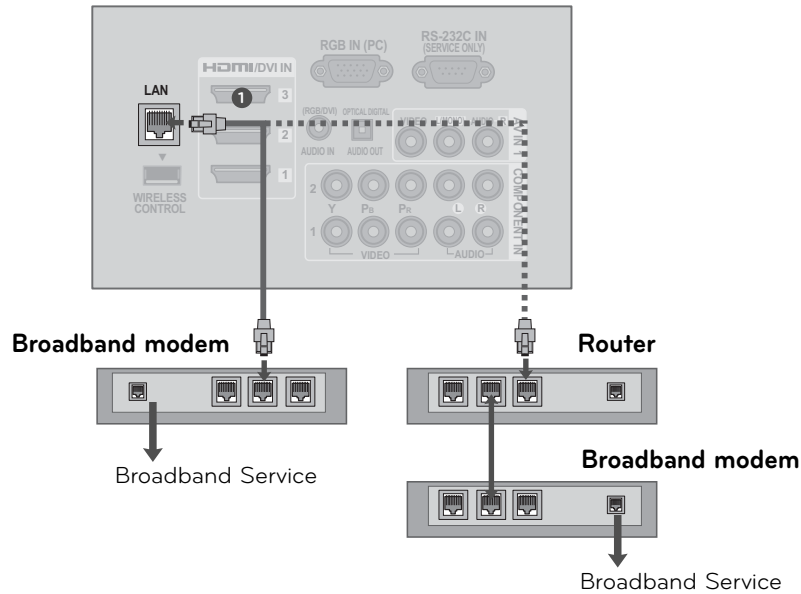 RGB IN (PC)
RS-232C IN
(SERVICE ONLY)
HDMI/DVI IN
LAN
1
3
(RGB/DVI)
OPTICAL DIGITAL
2
AUDIO IN
AUDIO OUT
AV IN 1
1
WIRELESS
CONTROL
2
COMPONENT IN
Y
PB
PR
L
R
1
VIDEO
AUDIO
Broadband modem
Router
Broadband Service
Broadband modem
Broadband Service